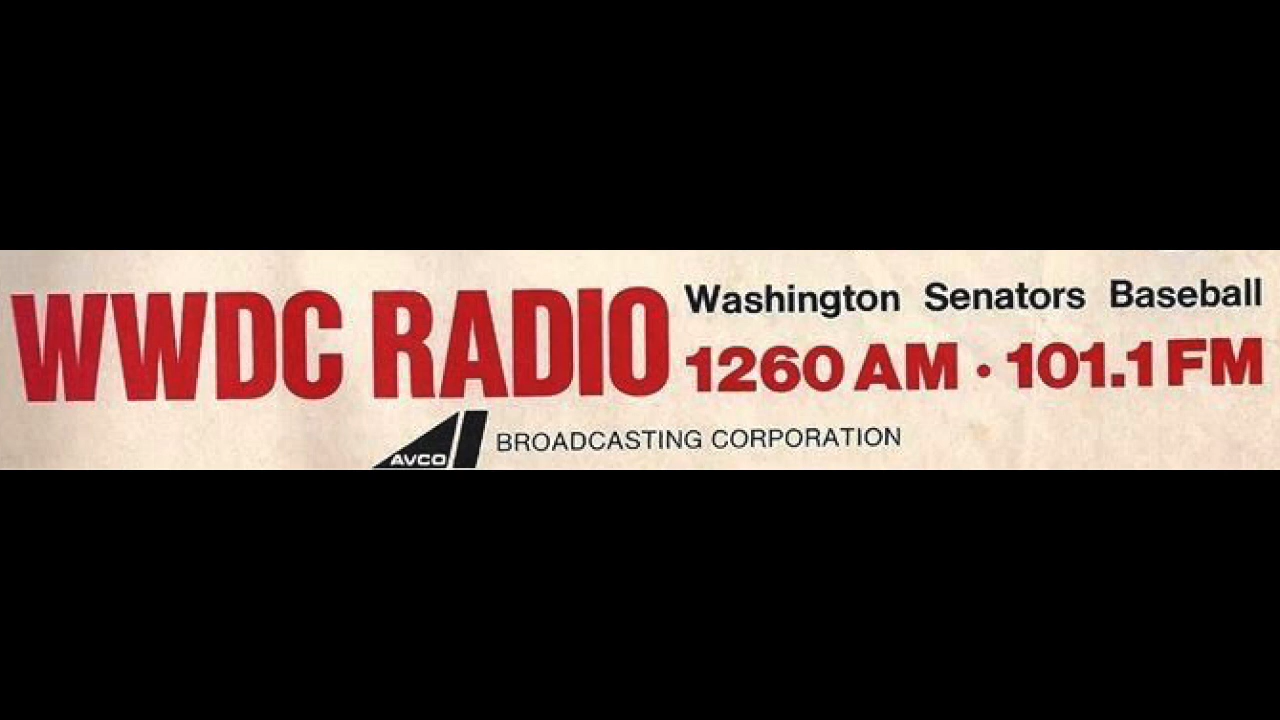 WWDC RADIO
Washington Senators Baseball
1260 AM • 101.1 FM
AVCO BROADCASTING CORPORATION